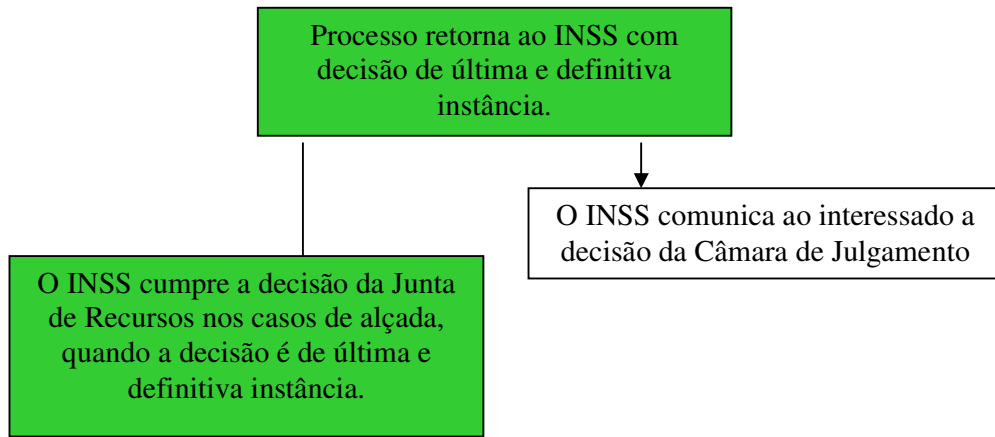 Processo retorna ao INSS com
decisão de última e definitiva
instância.
O INSS comunica ao interessado a
decisão da Câmara de Julgamento
O INSS cumpre a decisão da Junta
de Recursos nos casos de alçada,
quando a decisão é de última e
definitiva instância.